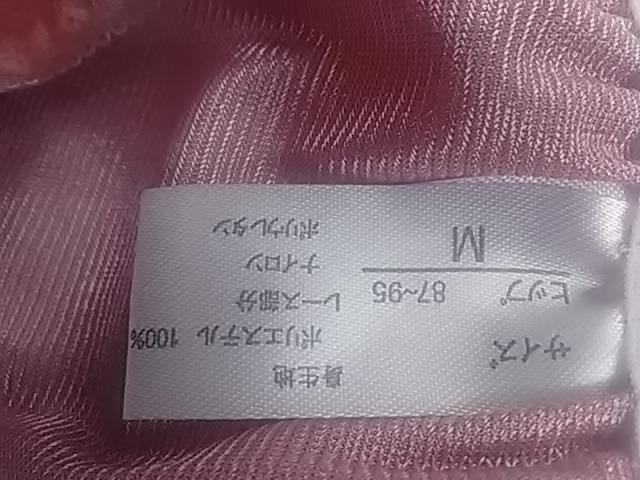 サイズ
ヒップ 87~95
M
身生地
ポリエステル 100%
レース部分
ナイロン
ポリウレタン